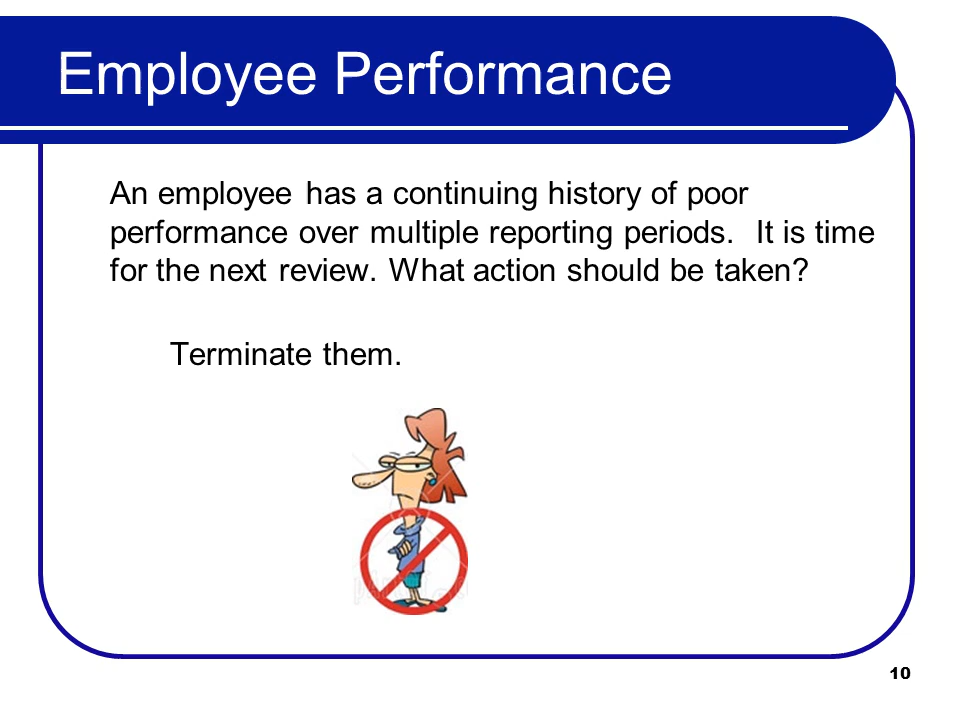 Employee Performance
An employee has a continuing history of poor
performance over multiple reporting periods.  It is time
for the next review. What action should be taken?
Terminate them.
10